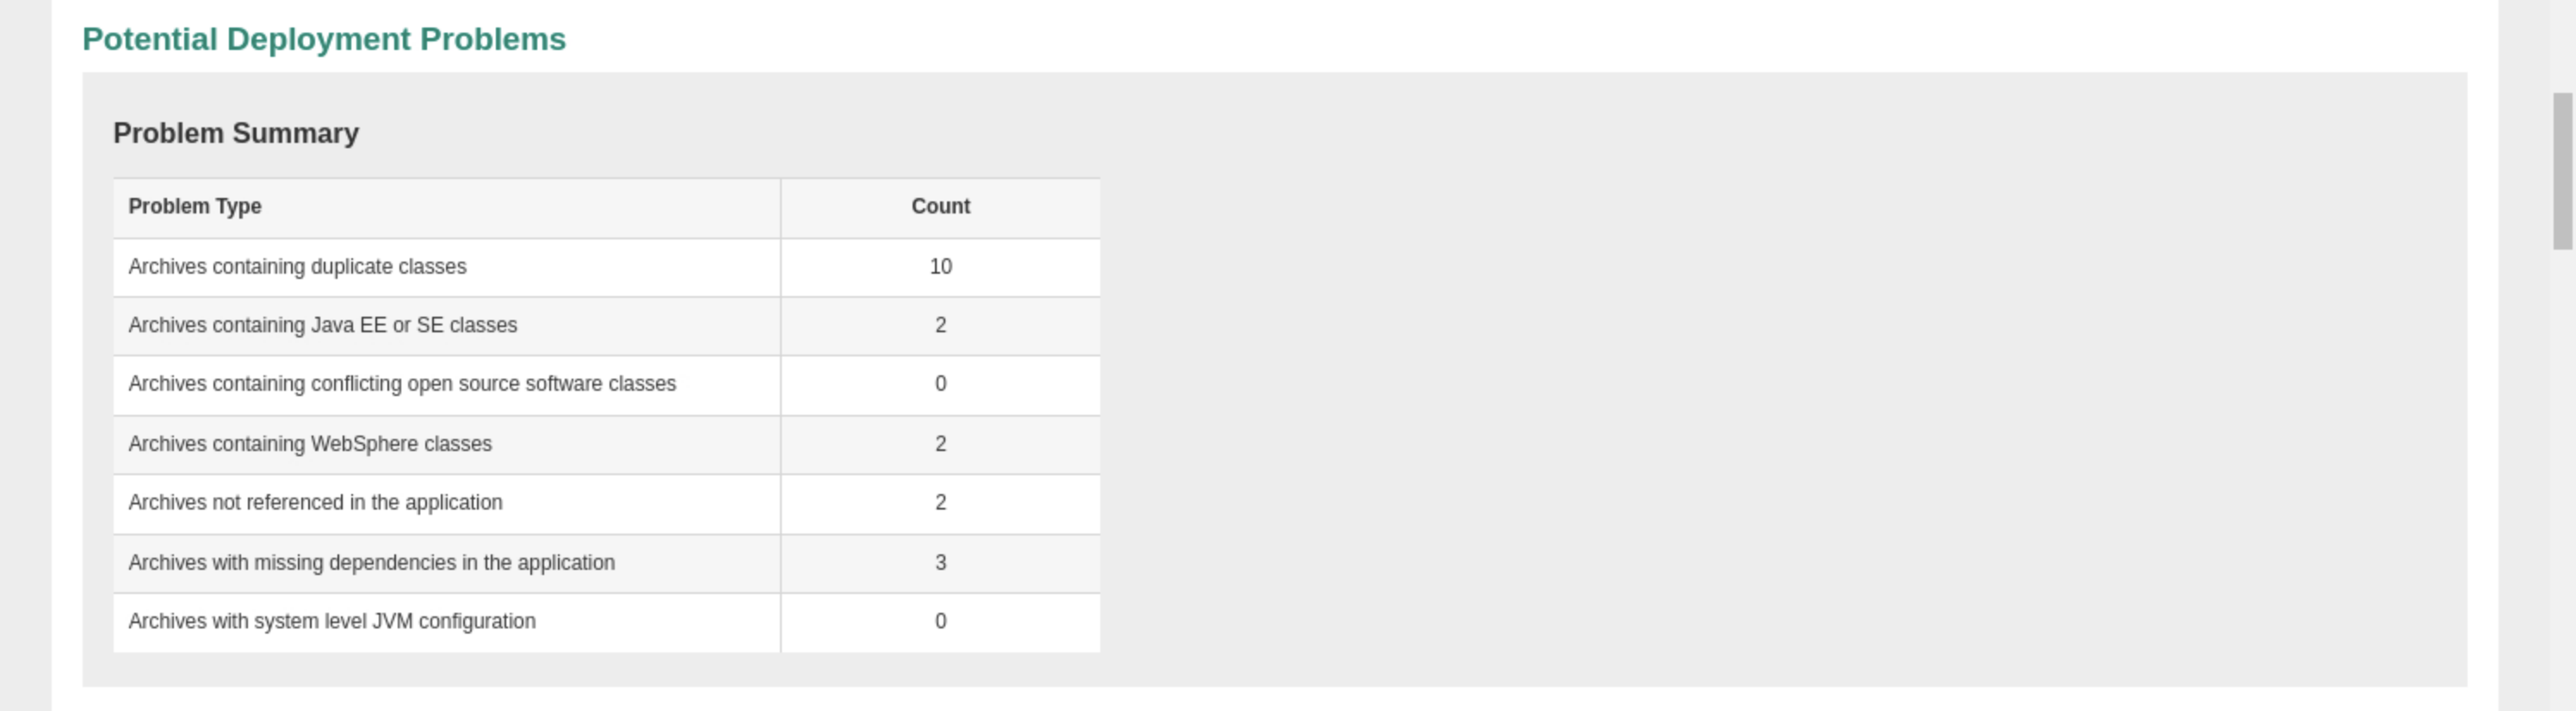 Potential Deployment Problems
Problem Summary
Problem Type Count
Archives containing duplicate classes 10
Archives containing Java EE or SE classes 2
Archives containing conflicting open source software classes 0
Archives containing WebSphere classes 2
Archives not referenced in the application 2
Archives with missing dependencies in the application 3
Archives with system level JVM configuration 0